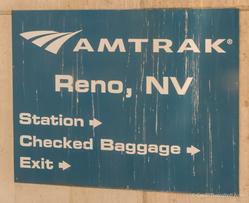 AMTRAK®
Reno, NV
Station
Checked Baggage
Exit